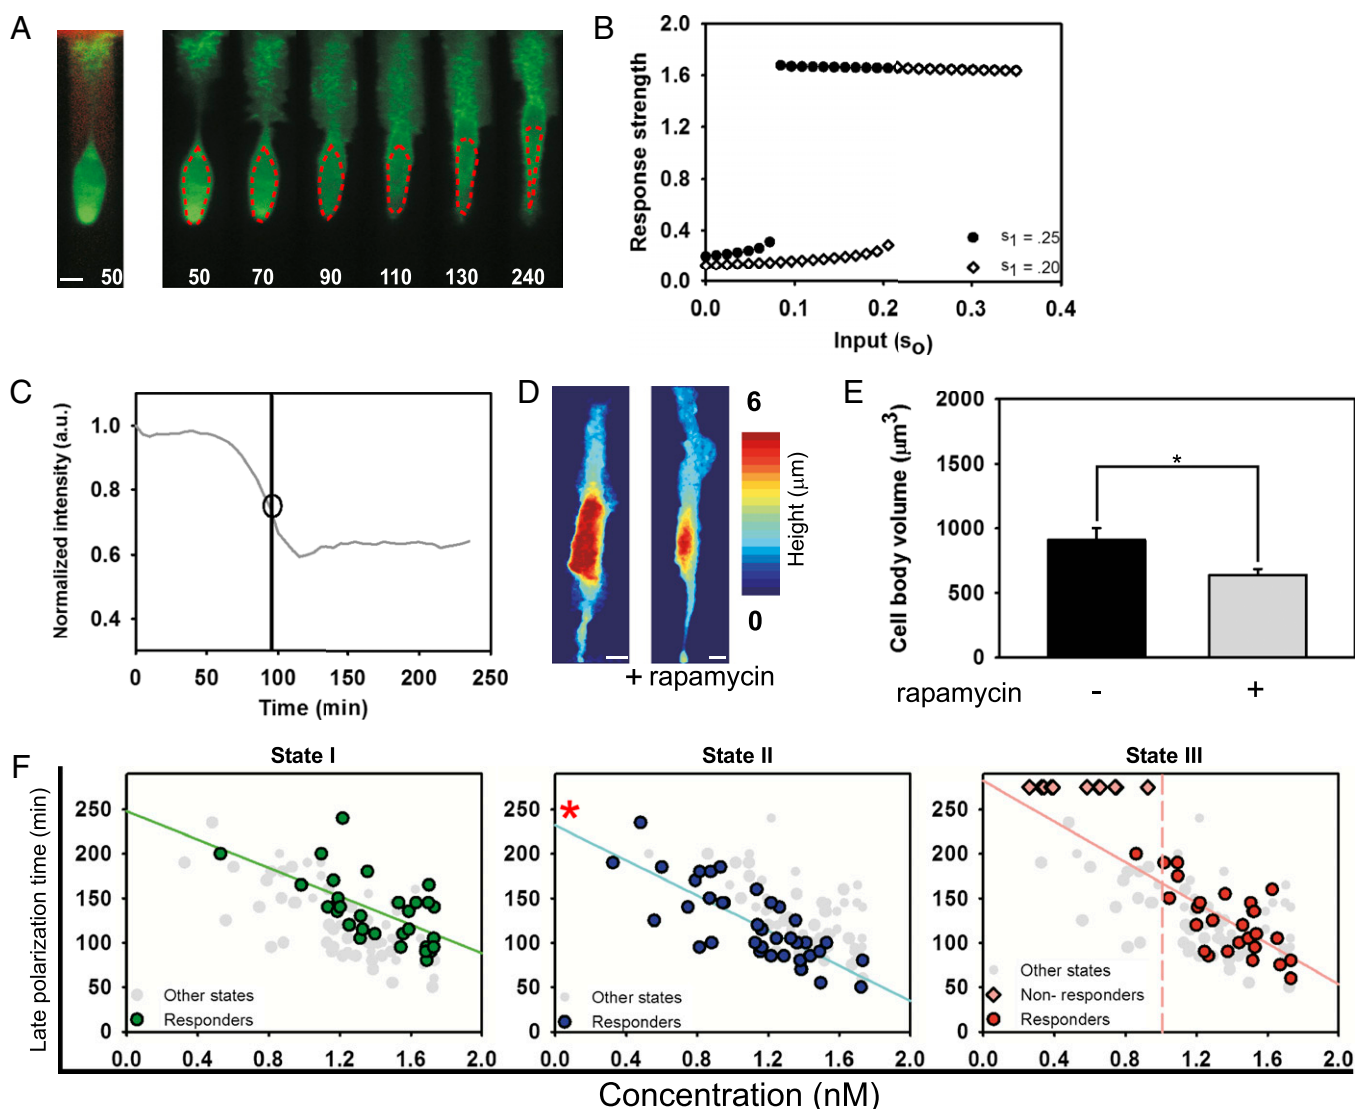 A
50
50 70 90 110 130 240
B
Response strength
2.0
1.6
1.2
0.8
0.4
0.0
s1 = .25
s1 = .20
0.0 0.1 0.2 0.3 0.4
Input (so)
C
Normalized intensity (a.u.)
1.0
0.8
0.6
0.4
0 50 100 150 200 250
Time (min)
D
6
Height (μm)
0
+ rapamycin
E
Cell body volume (μm3)
2000
1500
1000
500
0
*
rapamycin - +
F
Late polarization time (min)
State I
250
200
150
100
50
0
Other states
Responders
0.0 0.4 0.8 1.2 1.6 2.0
State II
*
250
200
150
100
50
0
Other states
Responders
0.0 0.4 0.8 1.2 1.6 2.0
State III
250
200
150
100
50
0
Other states
Non- responders
Responders
0.0 0.4 0.8 1.2 1.6 2.0
Concentration (nM)